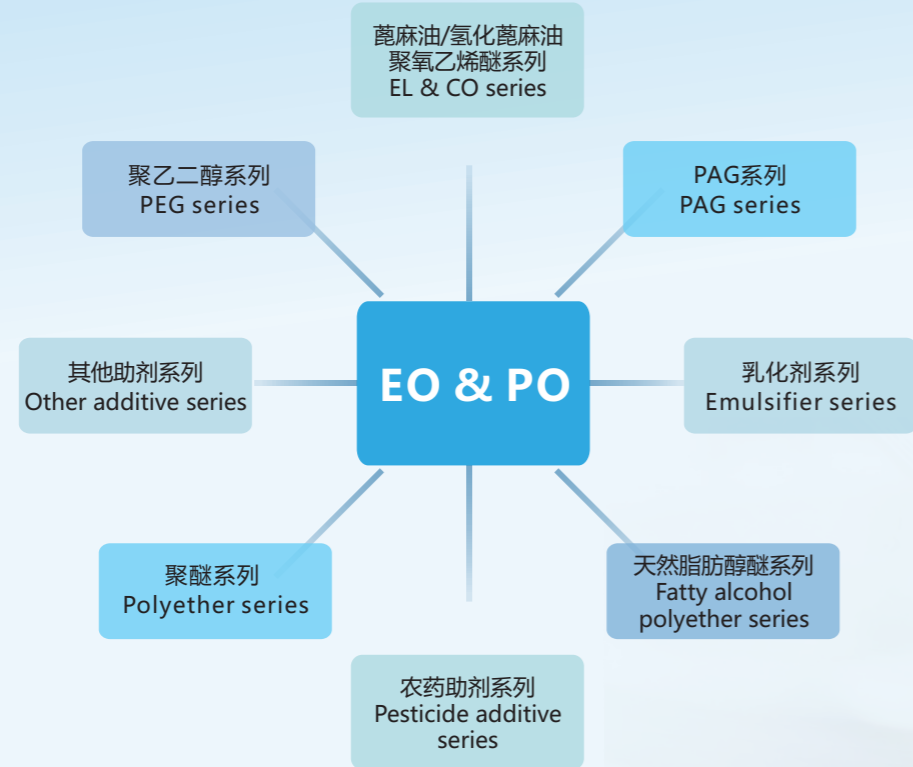 蓖麻油/氢化蓖麻油
聚氧乙烯醚系列
EL & CO series
聚乙二醇系列
PEG series
PAG系列
PAG series
其他助剂系列
Other additive series
EO & PO
乳化剂系列
Emulsifier series
聚醚系列
Polyether series
天然脂肪醇醚系列
Fatty alcohol
polyether series
农药助剂系列
Pesticide additive
series